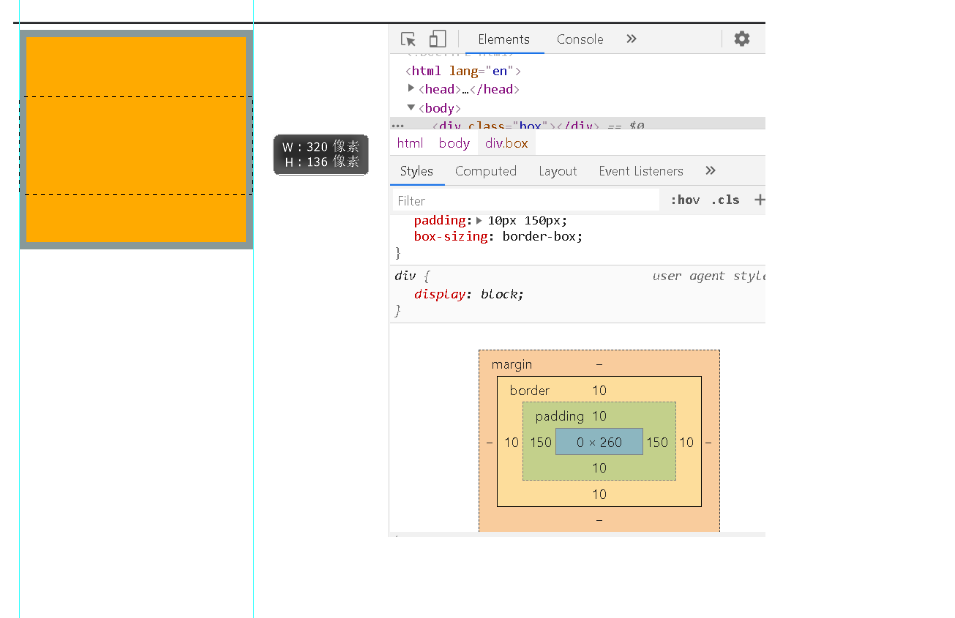 Elements Console »
<html lang="en">
<head>…</head>
<body>
<div class="box"></div> == $0
html body div.box
W : 320 像素
H : 136 像素
Styles Computed Layout Event Listeners »
Filter :hov .cls +
padding: 10px 150px;
box-sizing: border-box;
}
div { user agent style
display: block;
}
margin –
border 10
padding 10
– 10 150 0 × 260 150 10 –
10
10
–